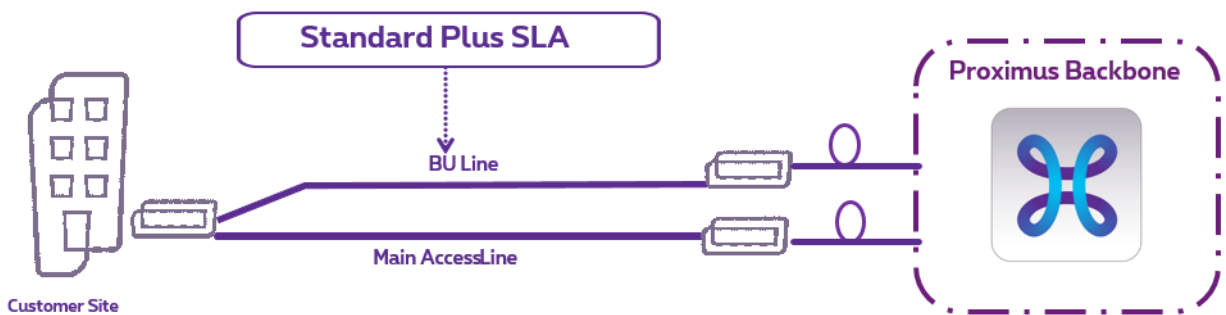 Standard Plus SLA
Proximus Backbone
BU Line
Main AccessLine
Customer Site